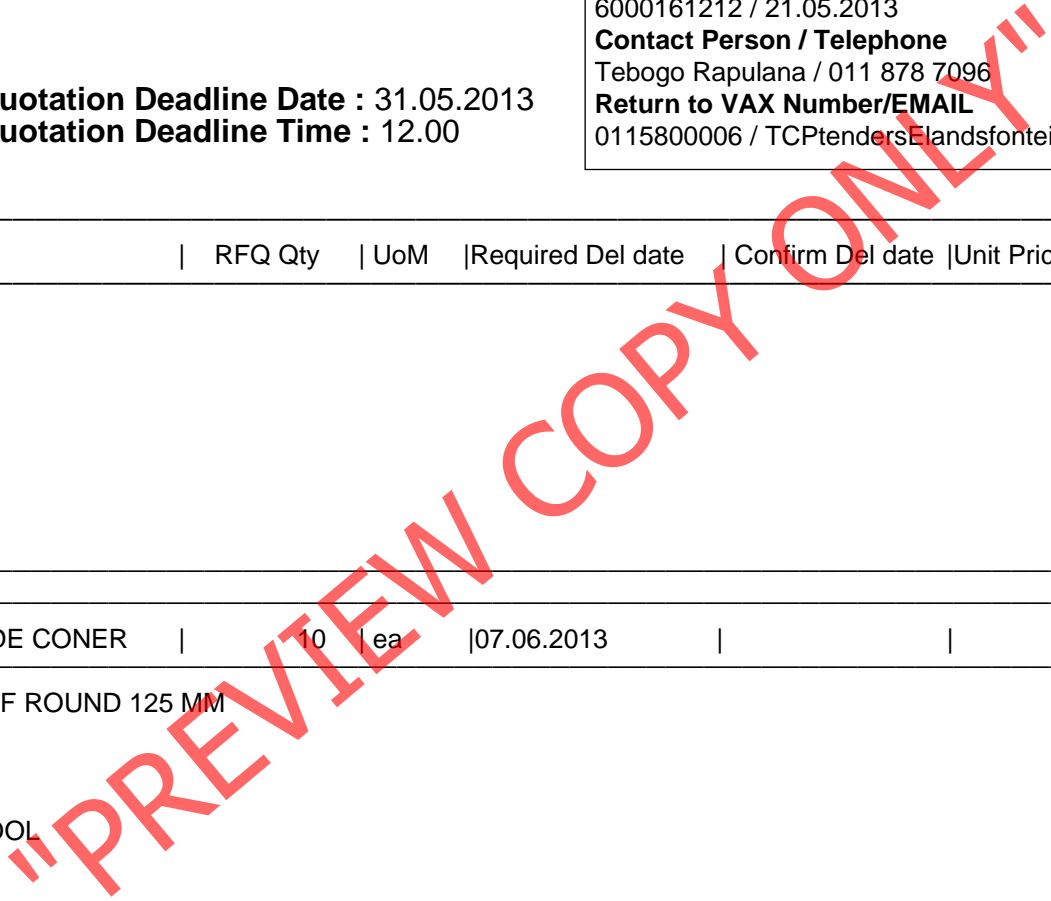 6000161212 / 21.05.2013
Contact Person / Telephone
Tebogo Rapulana / 011 878 7096
Return to VAX Number/EMAIL
0115800006 / TCPtendersElandsfontei
uotation Deadline Date : 31.05.2013
uotation Deadline Time : 12.00
| RFQ Qty | UoM |Required Del date | Confirm Del date |Unit Pric
DE CONER | 10 | ea |07.06.2013 | |
F ROUND 125 MM
OOL
"PREVIEW COPY ONLY"